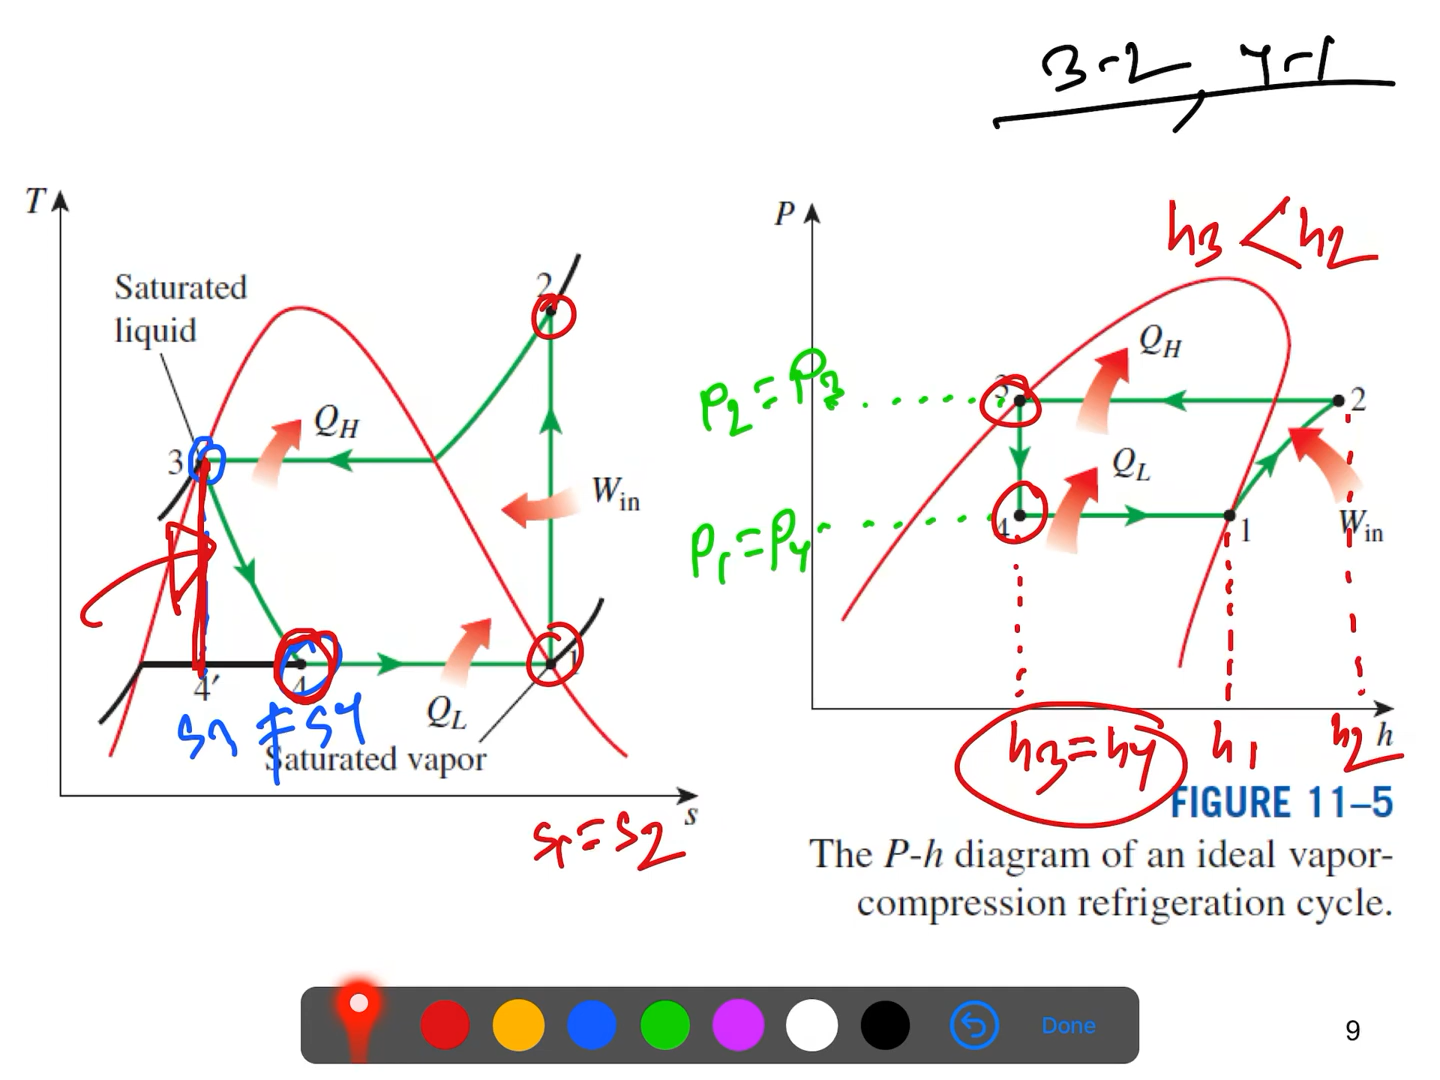 3-2, 4-1
T
P
h3 < h2
Saturated
liquid
2
QH
QH
P2 = P3
3
2
3
QL
Win
P1 = P4
4
1
Win
4'
4
1
QL
s3 ≠ s4
Saturated vapor
h3 = h4
h1
h2
h
s
s1 = s2
FIGURE 11–5
The P-h diagram of an ideal vapor-
compression refrigeration cycle.
Done
9